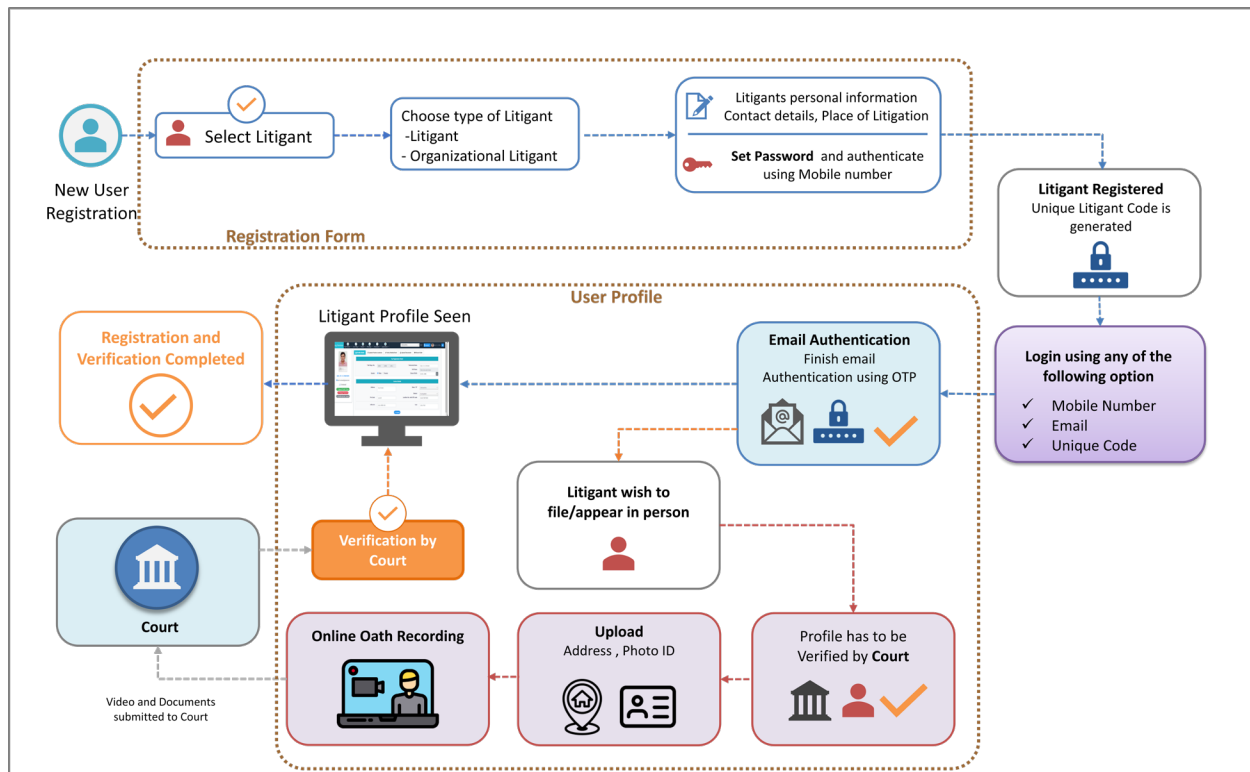 New User
Registration
Select Litigant
Choose type of Litigant
-Litigant
- Organizational Litigant
Litigants personal information
Contact details, Place of Litigation
Set Password and authenticate
using Mobile number
Registration Form
Litigant Registered
Unique Litigant Code is
generated
Login using any of the
following option
✓ Mobile Number
✓ Email
✓ Unique Code
User Profile
Email Authentication
Finish email
Authentication using OTP
Litigant Profile Seen
Registration and
Verification Completed
Litigant wish to
file/appear in person
Profile has to be
Verified by Court
Upload
Address , Photo ID
Online Oath Recording
Video and Documents
submitted to Court
Court
Verification by
Court